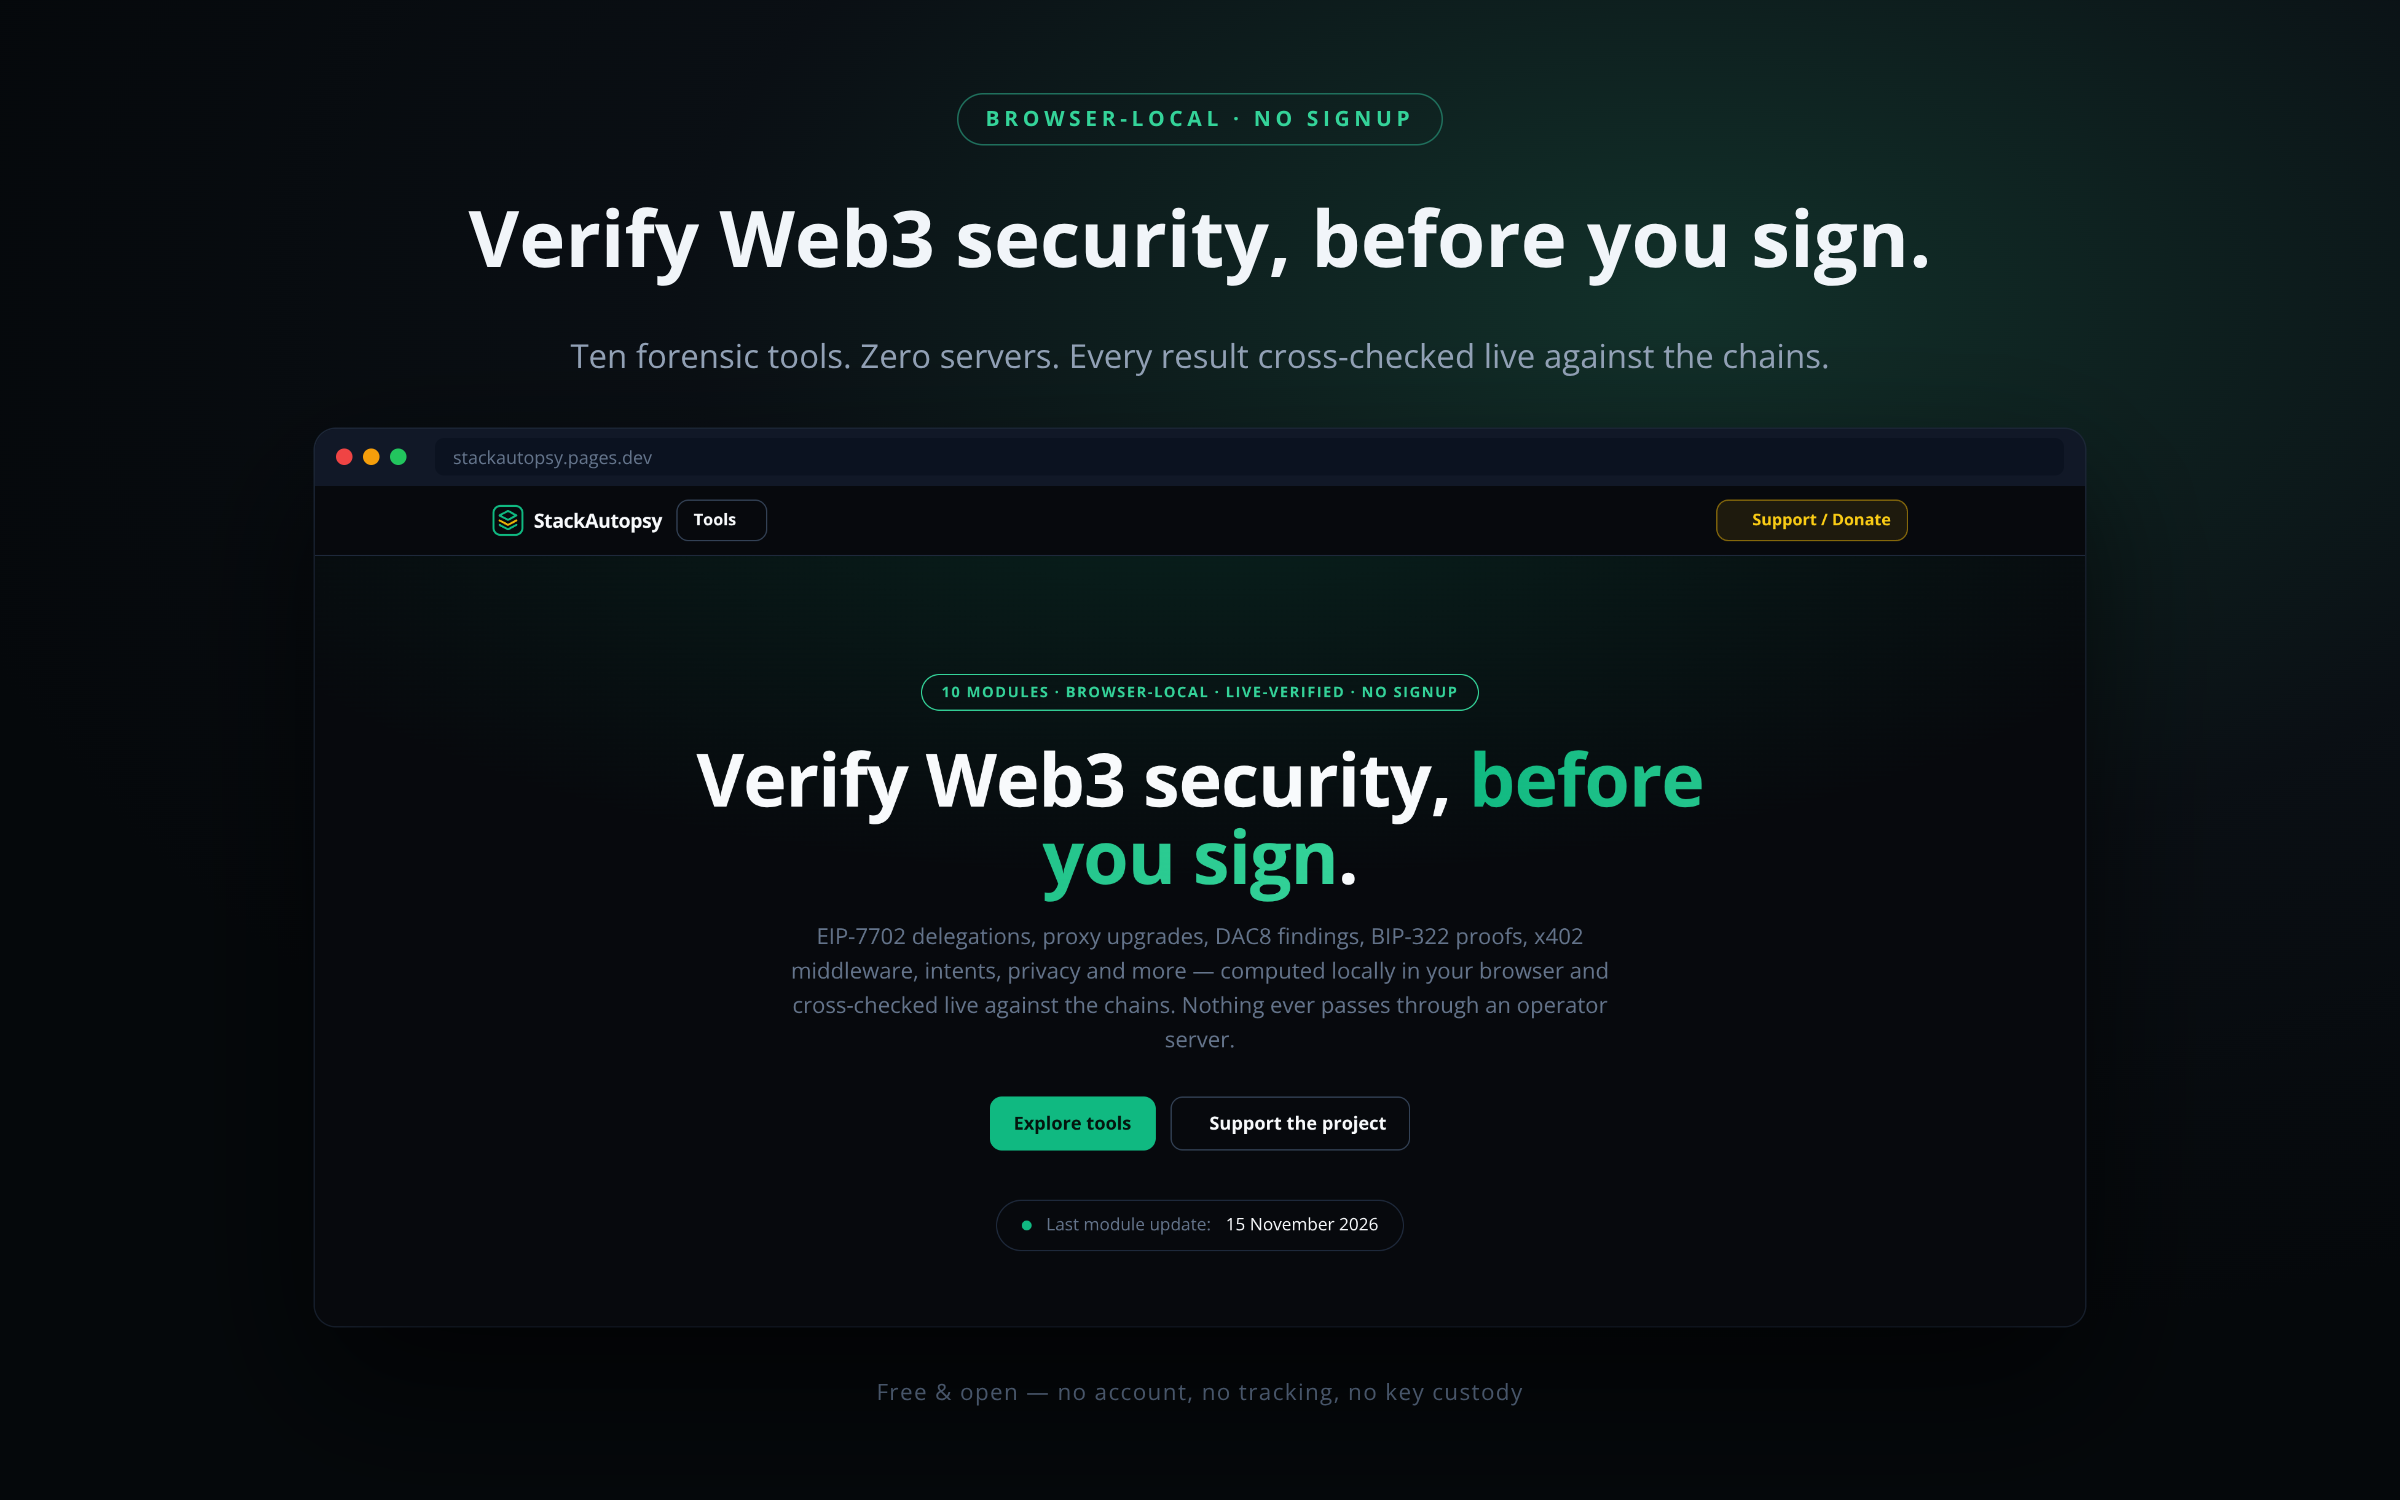 BROWSER-LOCAL · NO SIGNUP
Verify Web3 security, before you sign.
Ten forensic tools. Zero servers. Every result cross-checked live against the chains.
stackautopsy.pages.dev
StackAutopsy
Tools
Support / Donate
10 MODULES · BROWSER-LOCAL · LIVE-VERIFIED · NO SIGNUP
Verify Web3 security, before
you sign.
EIP-7702 delegations, proxy upgrades, DAC8 findings, BIP-322 proofs, x402
middleware, intents, privacy and more — computed locally in your browser and
cross-checked live against the chains. Nothing ever passes through an operator
server.
Explore tools
Support the project
Last module update: 15 November 2026
Free & open — no account, no tracking, no key custody